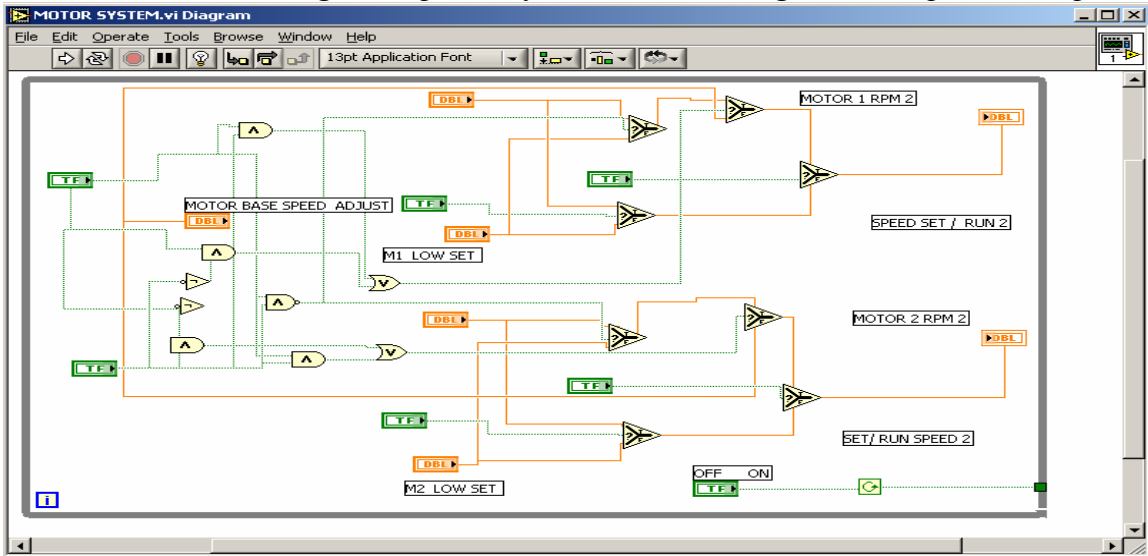 MOTOR SYSTEM.vi Diagram
File Edit Operate Tools Browse Window Help
13pt Application Font
1
DBL
MOTOR 1 RPM 2
DBL
TF
TF
MOTOR BASE SPEED ADJUST
TF
DBL
SPEED SET / RUN 2
DBL
M1 LOW SET
DBL
MOTOR 2 RPM 2
DBL
TF
TF
TF
SET/ RUN SPEED 2
DBL
OFF ON
M2 LOW SET
TF
i